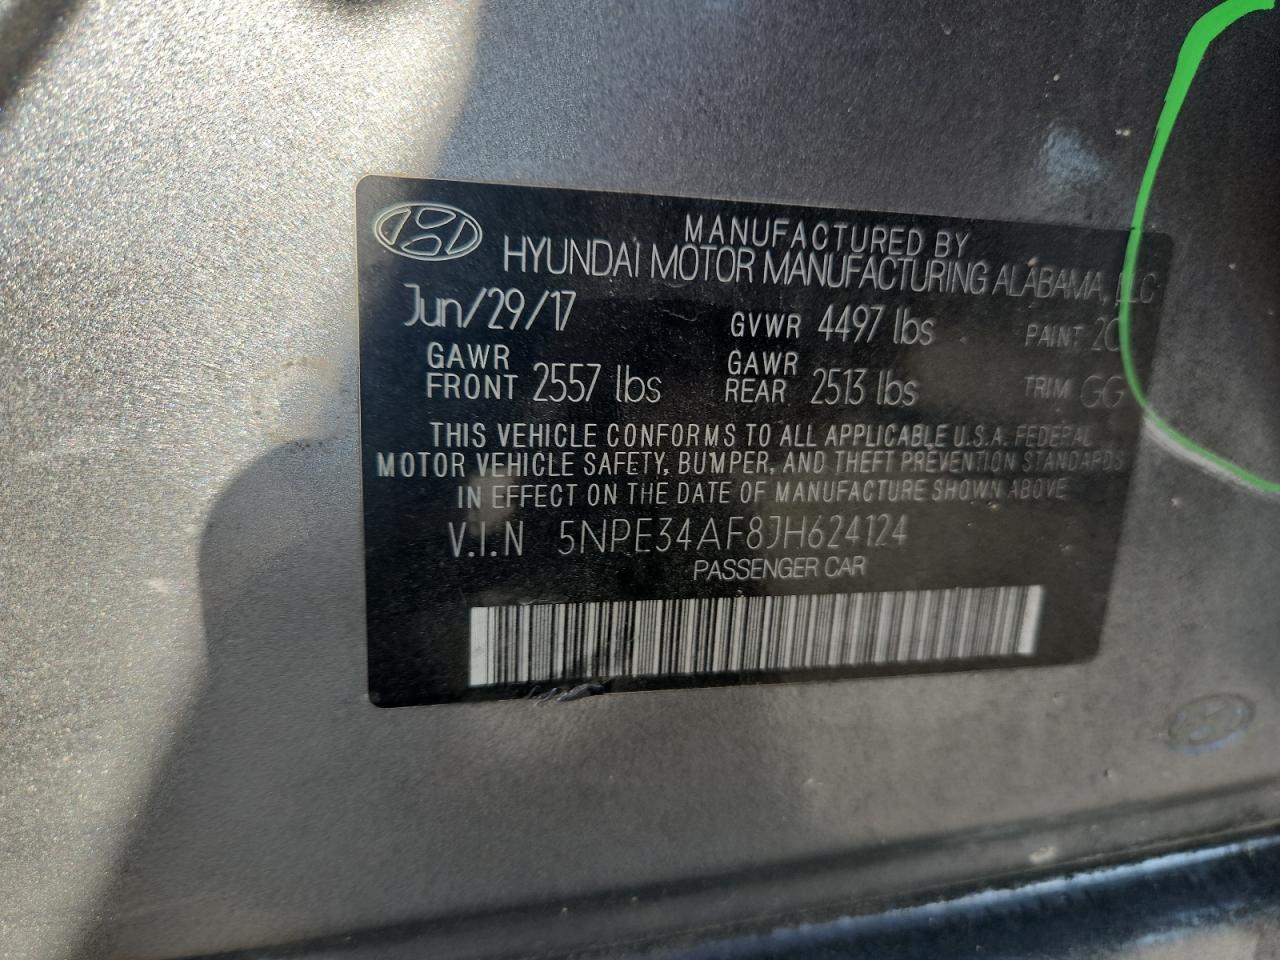 MANUFACTURED BY
HYUNDAI MOTOR MANUFACTURING ALABAMA, LLC
Jun/29/17 GVWR 4497 lbs PAINT
GAWR FRONT 2557 lbs GAWR REAR 2513 lbs TRIM GG
THIS VEHICLE CONFORMS TO ALL APPLICABLE U.S.A. FEDERAL
MOTOR VEHICLE SAFETY, BUMPER, AND THEFT PREVENTION STANDARDS
IN EFFECT ON THE DATE OF MANUFACTURE SHOWN ABOVE
V.I.N 5NPE34AF8JH624124
PASSENGER CAR